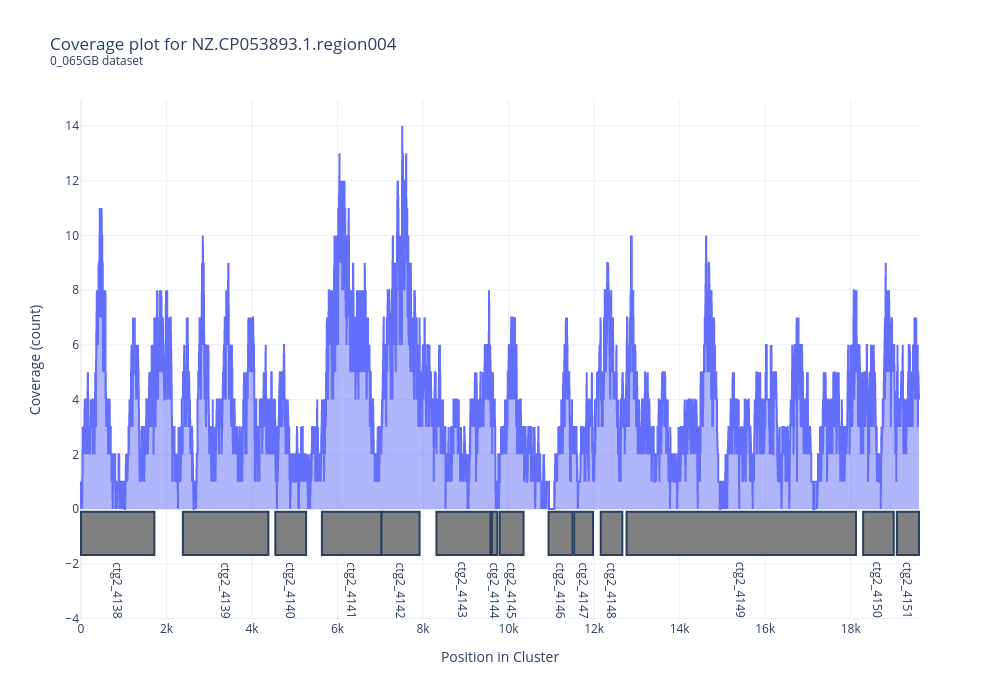 Coverage plot for NZ.CP053893.1.region004
0_065GB dataset
14
12
10
8
6
4
2
0
−2
−4
Coverage (count)
ctg2_4138
ctg2_4139
ctg2_4140
ctg2_4141
ctg2_4142
ctg2_4143
ctg2_4144
ctg2_4145
ctg2_4146
ctg2_4147
ctg2_4148
ctg2_4149
ctg2_4150
ctg2_4151
0
2k
4k
6k
8k
10k
12k
14k
16k
18k
Position in Cluster